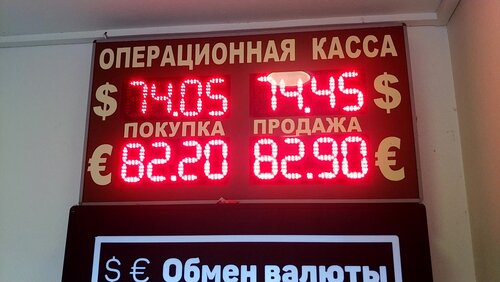 ОПЕРАЦИОННАЯ КАССА
$ 74.05 74.45 $
ПОКУПКА ПРОДАЖА
€ 82.20 82.90 €
$ € Обмен валюты